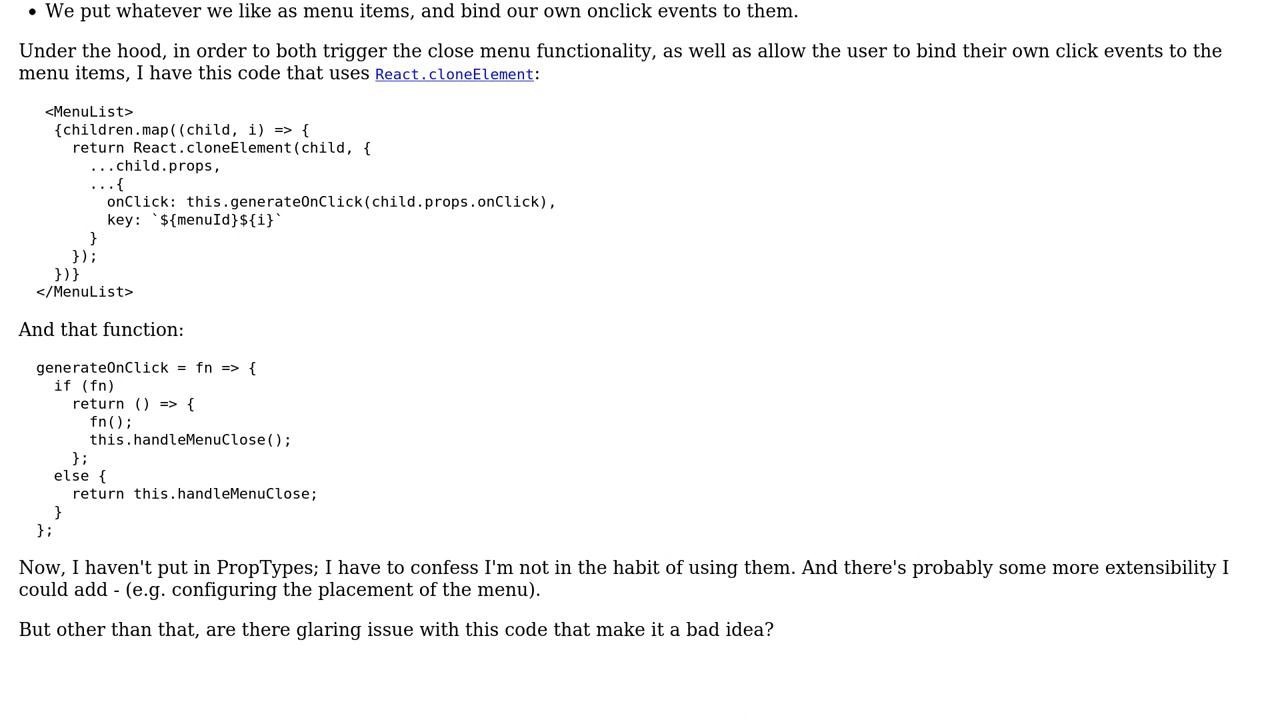 • We put whatever we like as menu items, and bind our own onclick events to them.
Under the hood, in order to both trigger the close menu functionality, as well as allow the user to bind their own click events to the
menu items, I have this code that uses React.cloneElement:
<MenuList>
{children.map((child, i) => {
return React.cloneElement(child, {
...child.props,
...{
onClick: this.generateOnClick(child.props.onClick),
key: `${menuId}${i}`
}
});
})}
</MenuList>
And that function:
generateOnClick = fn => {
if (fn)
return () => {
fn();
this.handleMenuClose();
};
else {
return this.handleMenuClose;
}
};
Now, I haven't put in PropTypes; I have to confess I'm not in the habit of using them. And there's probably some more extensibility I
could add - (e.g. configuring the placement of the menu).
But other than that, are there glaring issue with this code that make it a bad idea?